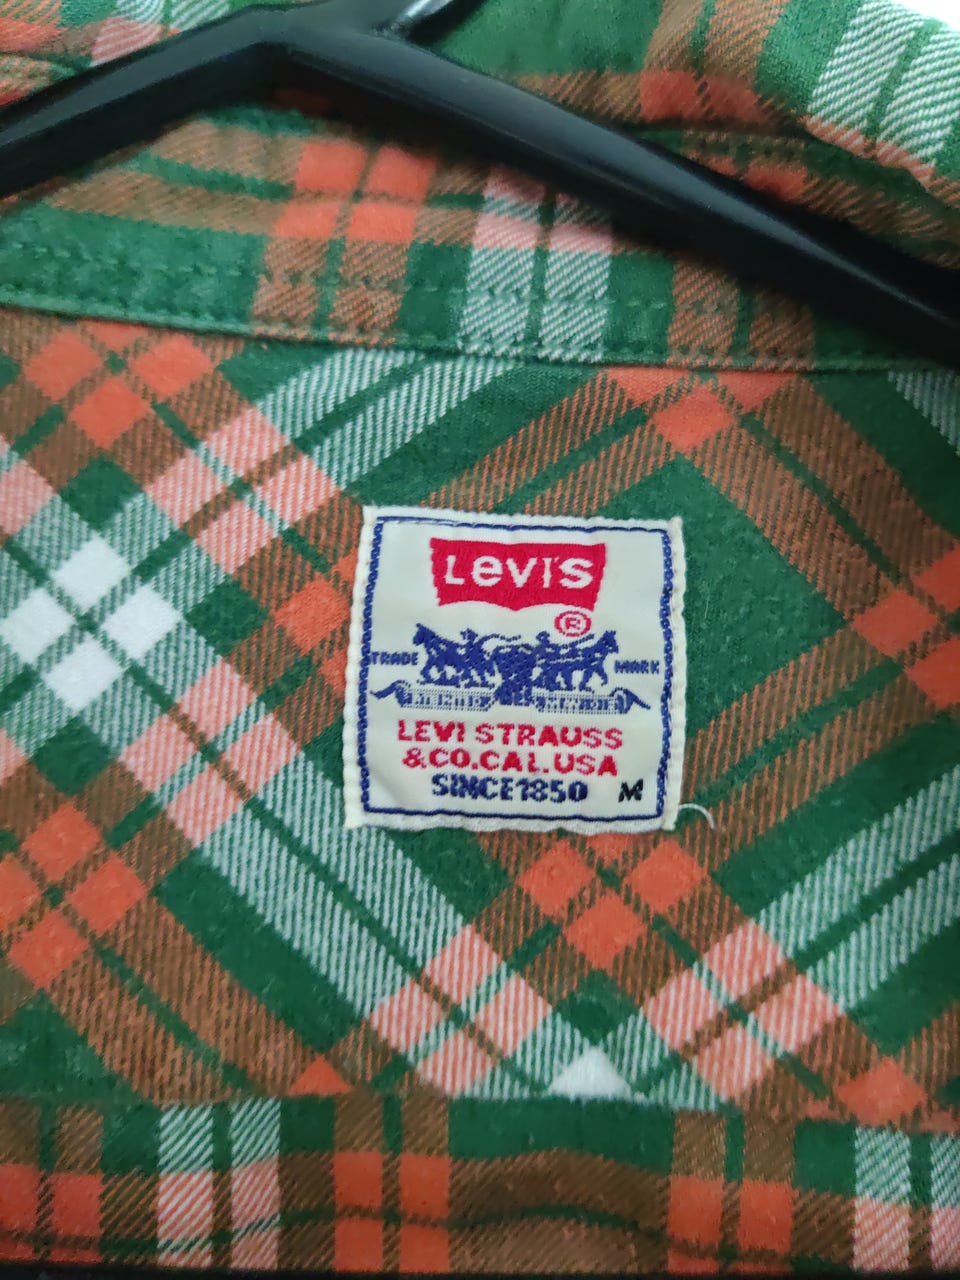 LEVI'S
®
TRADE MARK
LEVI STRAUSS
&CO.CAL.USA
SINCE1850 M